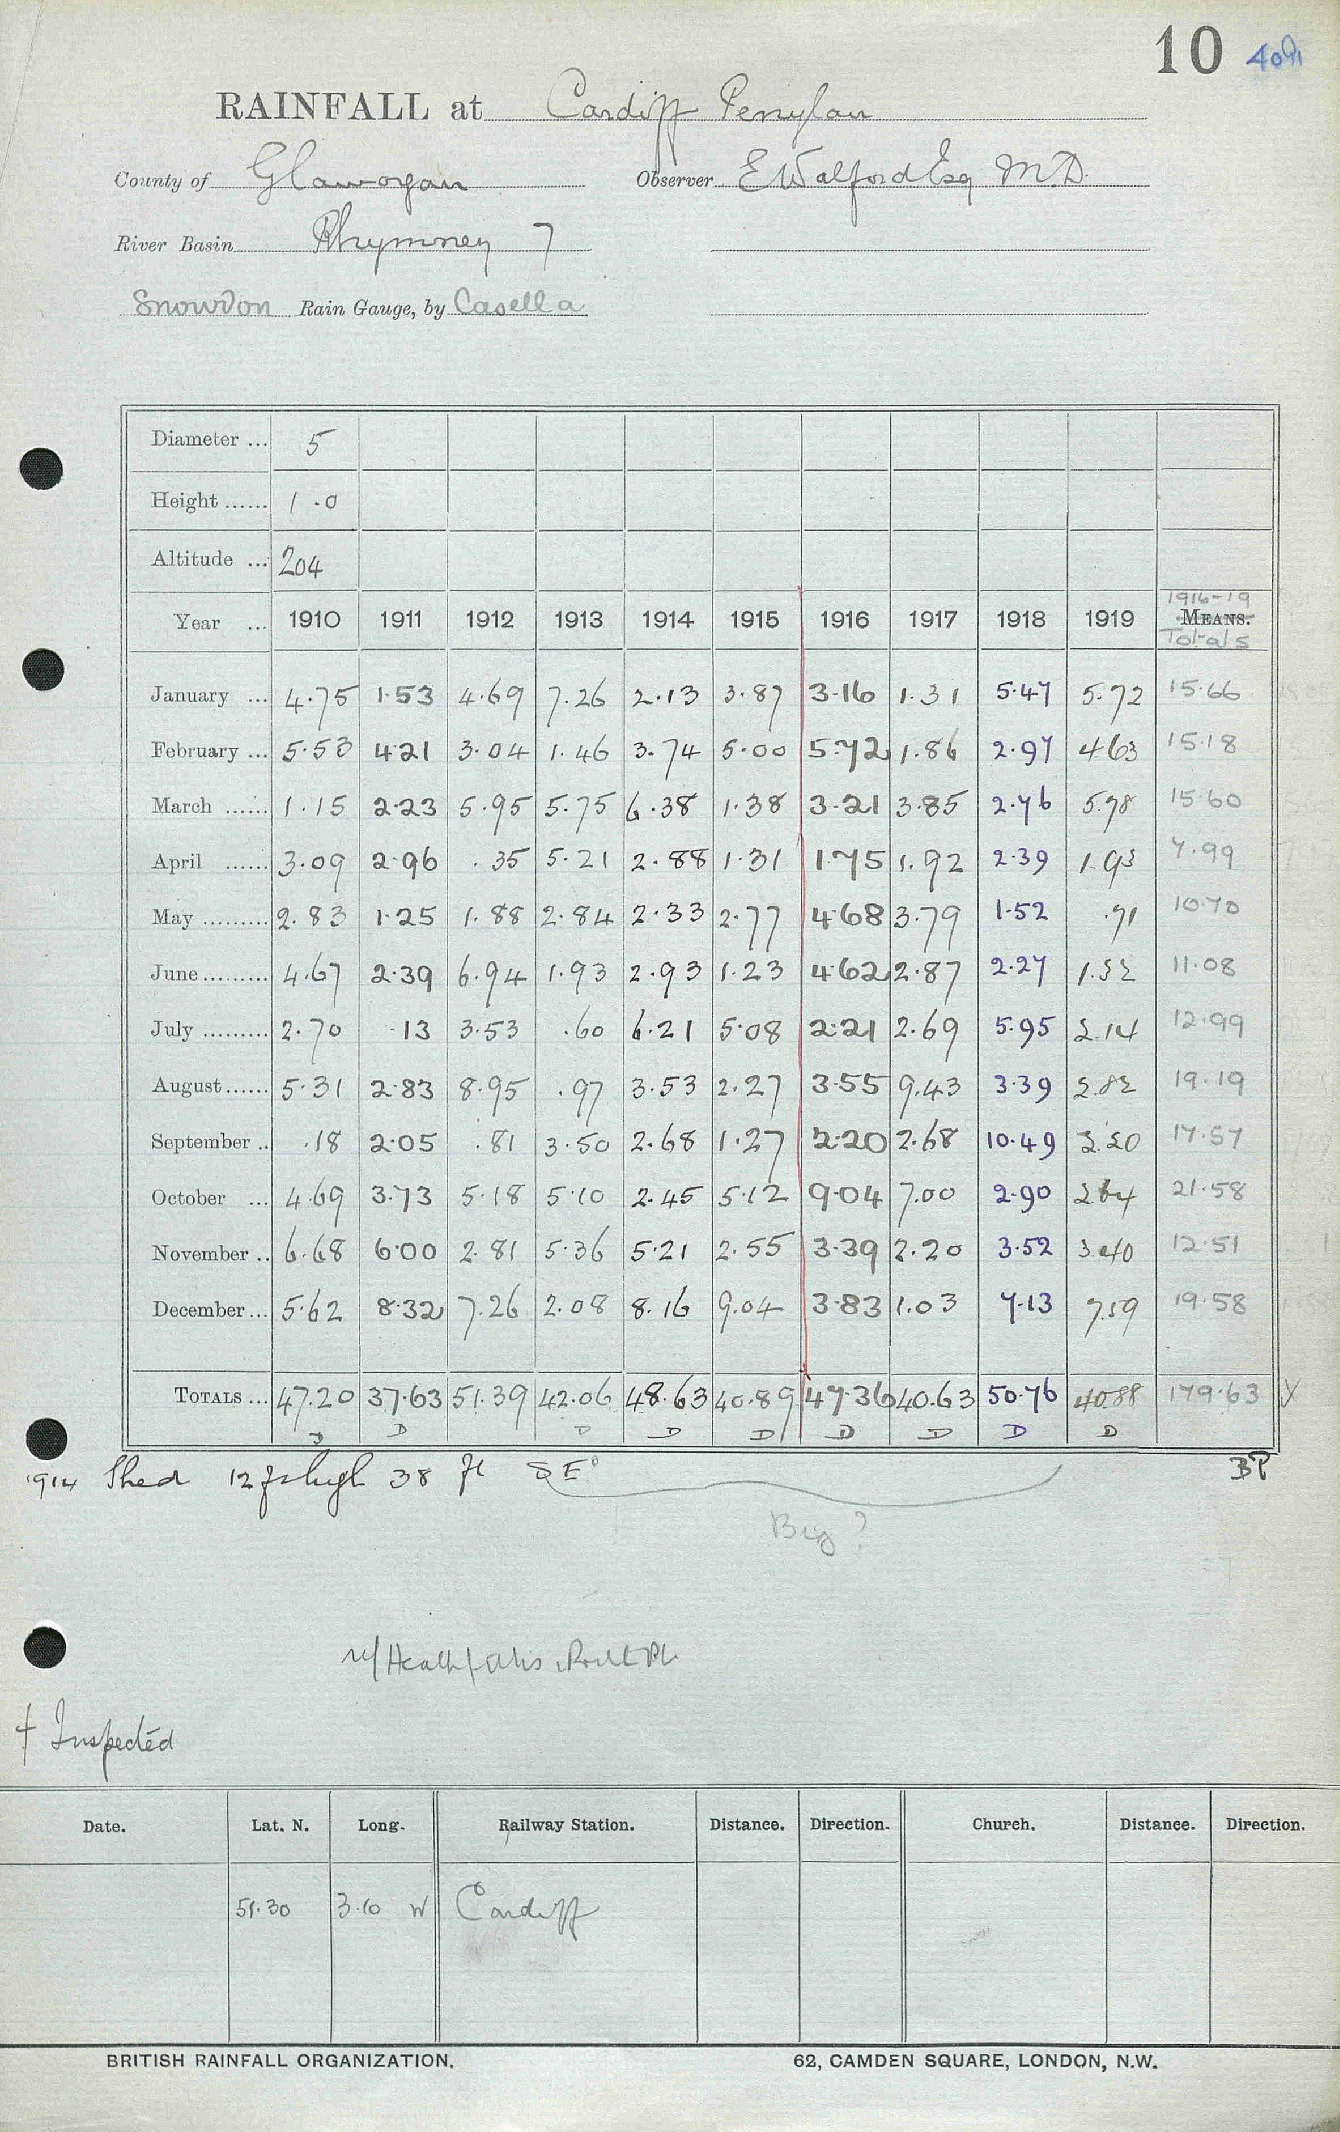 10 409
RAINFALL at Cardiff Penylan
County of Glamorgan Observer E Walford Esq M.D.
River Basin Rhymney 7
Snowdon Rain Gauge, by Casella
Diameter ... 5
Height ...... 1.0
Altitude ... 204
1916-19
Year ... 1910 1911 1912 1913 1914 1915 1916 1917 1918 1919 MEANS.
Totals
January ... 4.75 1.53 4.69 7.26 2.13 3.87 3.16 1.31 5.47 5.72 15.66
February ... 5.53 4.21 3.04 1.46 3.74 5.00 5.72 1.86 2.97 4.63 15.18
March ...... 1.15 2.23 5.95 5.75 6.38 1.38 3.21 3.85 2.76 5.78 15.60
April ...... 3.09 2.96 .35 5.21 2.88 1.31 1.75 1.92 2.39 1.93 7.99
May ......... 2.83 1.25 1.88 2.84 2.33 2.77 4.68 3.79 1.52 .71 10.70
June ......... 4.67 2.39 6.94 1.93 2.93 1.23 4.62 2.87 2.27 1.32 11.08
July ......... 2.70 .13 3.53 .60 6.21 5.08 2.21 2.69 5.95 2.14 12.99
August ...... 5.31 2.83 8.95 .97 3.53 2.27 3.55 9.43 3.39 2.82 19.19
September .. .18 2.05 .81 3.50 2.68 1.27 2.20 2.68 10.49 2.20 17.57
October ... 4.69 3.73 5.18 5.10 2.45 5.12 9.04 7.00 2.90 2.64 21.58
November .. 6.68 6.00 2.81 5.36 5.21 2.55 3.39 2.20 3.52 3.40 12.51
December ... 5.62 8.32 7.26 2.08 8.16 9.04 3.83 1.03 7.13 7.59 19.58
TOTALS ... 47.20 37.63 51.39 42.06 48.63 40.89 47.36 40.63 50.76 40.88 179.63 X
D D D D D D D D D
1914 Shed 12 ft high 38 ft SE BP
Beg ?
† Inspected
Date. Lat. N. Long. Railway Station. Distance. Direction. Church. Distance. Direction.
51.30 3.10 W Cardiff
BRITISH RAINFALL ORGANIZATION. 62, CAMDEN SQUARE, LONDON, N.W.